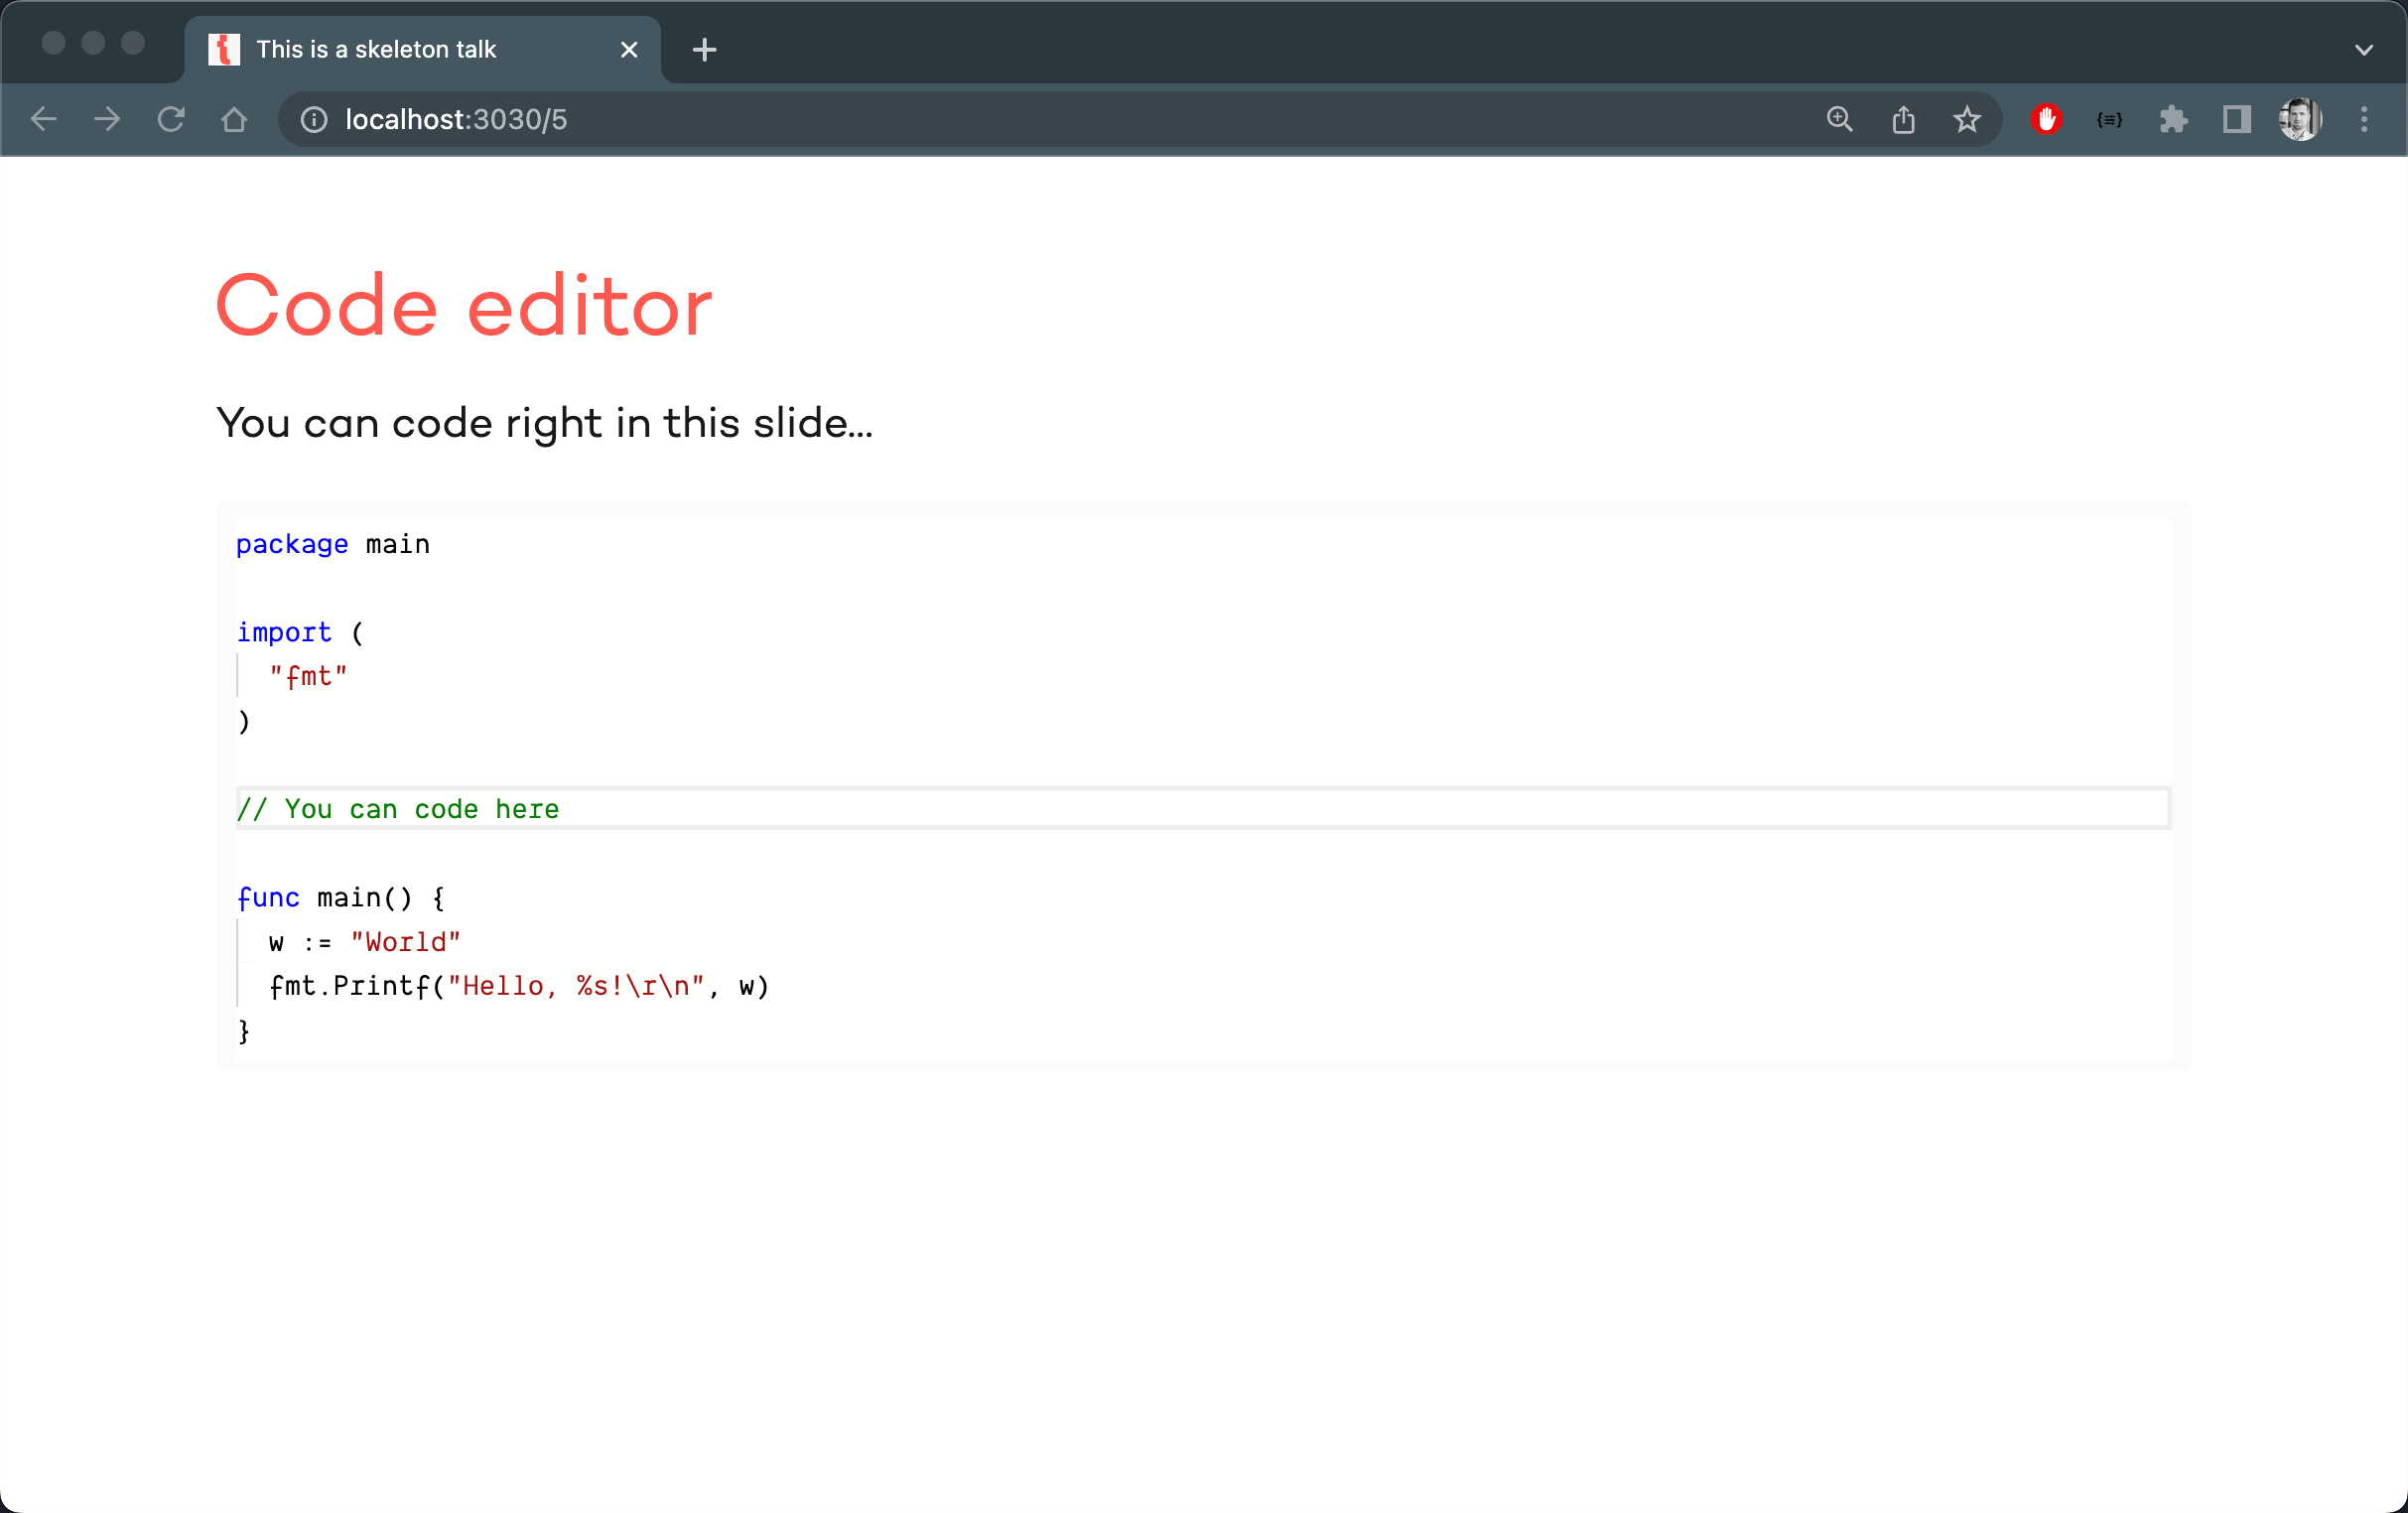 This is a skeleton talk
localhost:3030/5
{≡}
Code editor
You can code right in this slide...
package main
import (
"fmt"
)
// You can code here
func main() {
w := "World"
fmt.Printf("Hello, %s!\r\n", w)
}